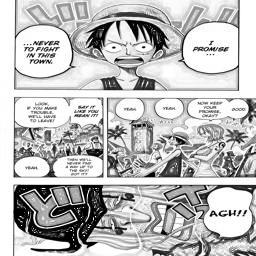 ...NEVER
TO FIGHT
IN THIS
TOWN.
I
PROMISE
LOOK,
IF YOU MAKE
TROUBLE,
WE'LL HAVE
TO LEAVE!
SAY IT
LIKE YOU
MEAN IT!
YEAH.
THEN WE'LL
NEVER FIND
A WAY UP
TO THE SKY!
GOT IT?
YEAH.
YEAH.
NOW KEEP
YOUR
PROMISE,
OKAY?
GOOD.
ド
ド
AGH!!